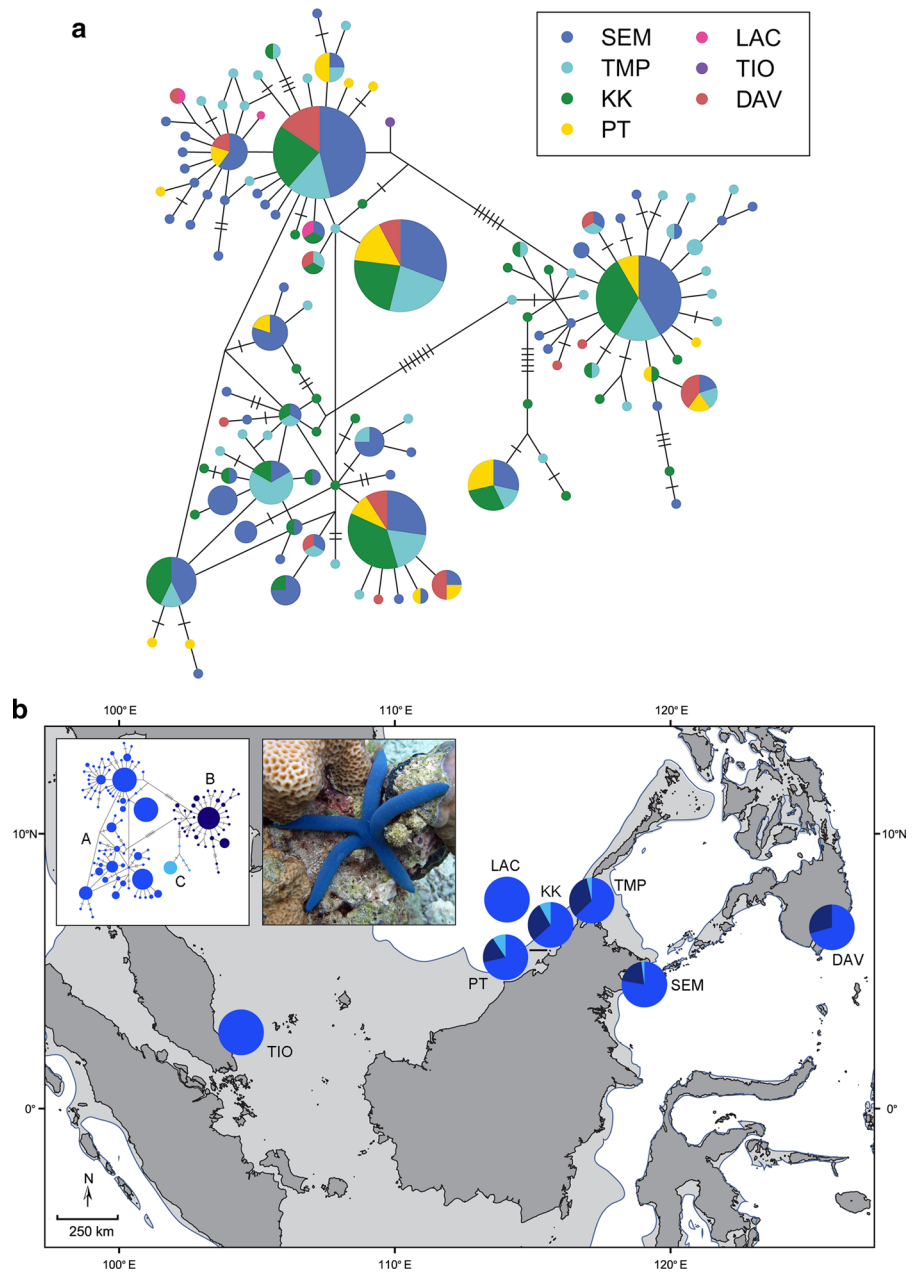 a
SEM LAC
TMP TIO
KK DAV
PT
b
100° E 110° E 120° E
10°N 10°N
A B C
LAC
KK
TMP
PT
SEM
DAV
TIO
0° 0°
N
250 km
100° E 110° E 120° E